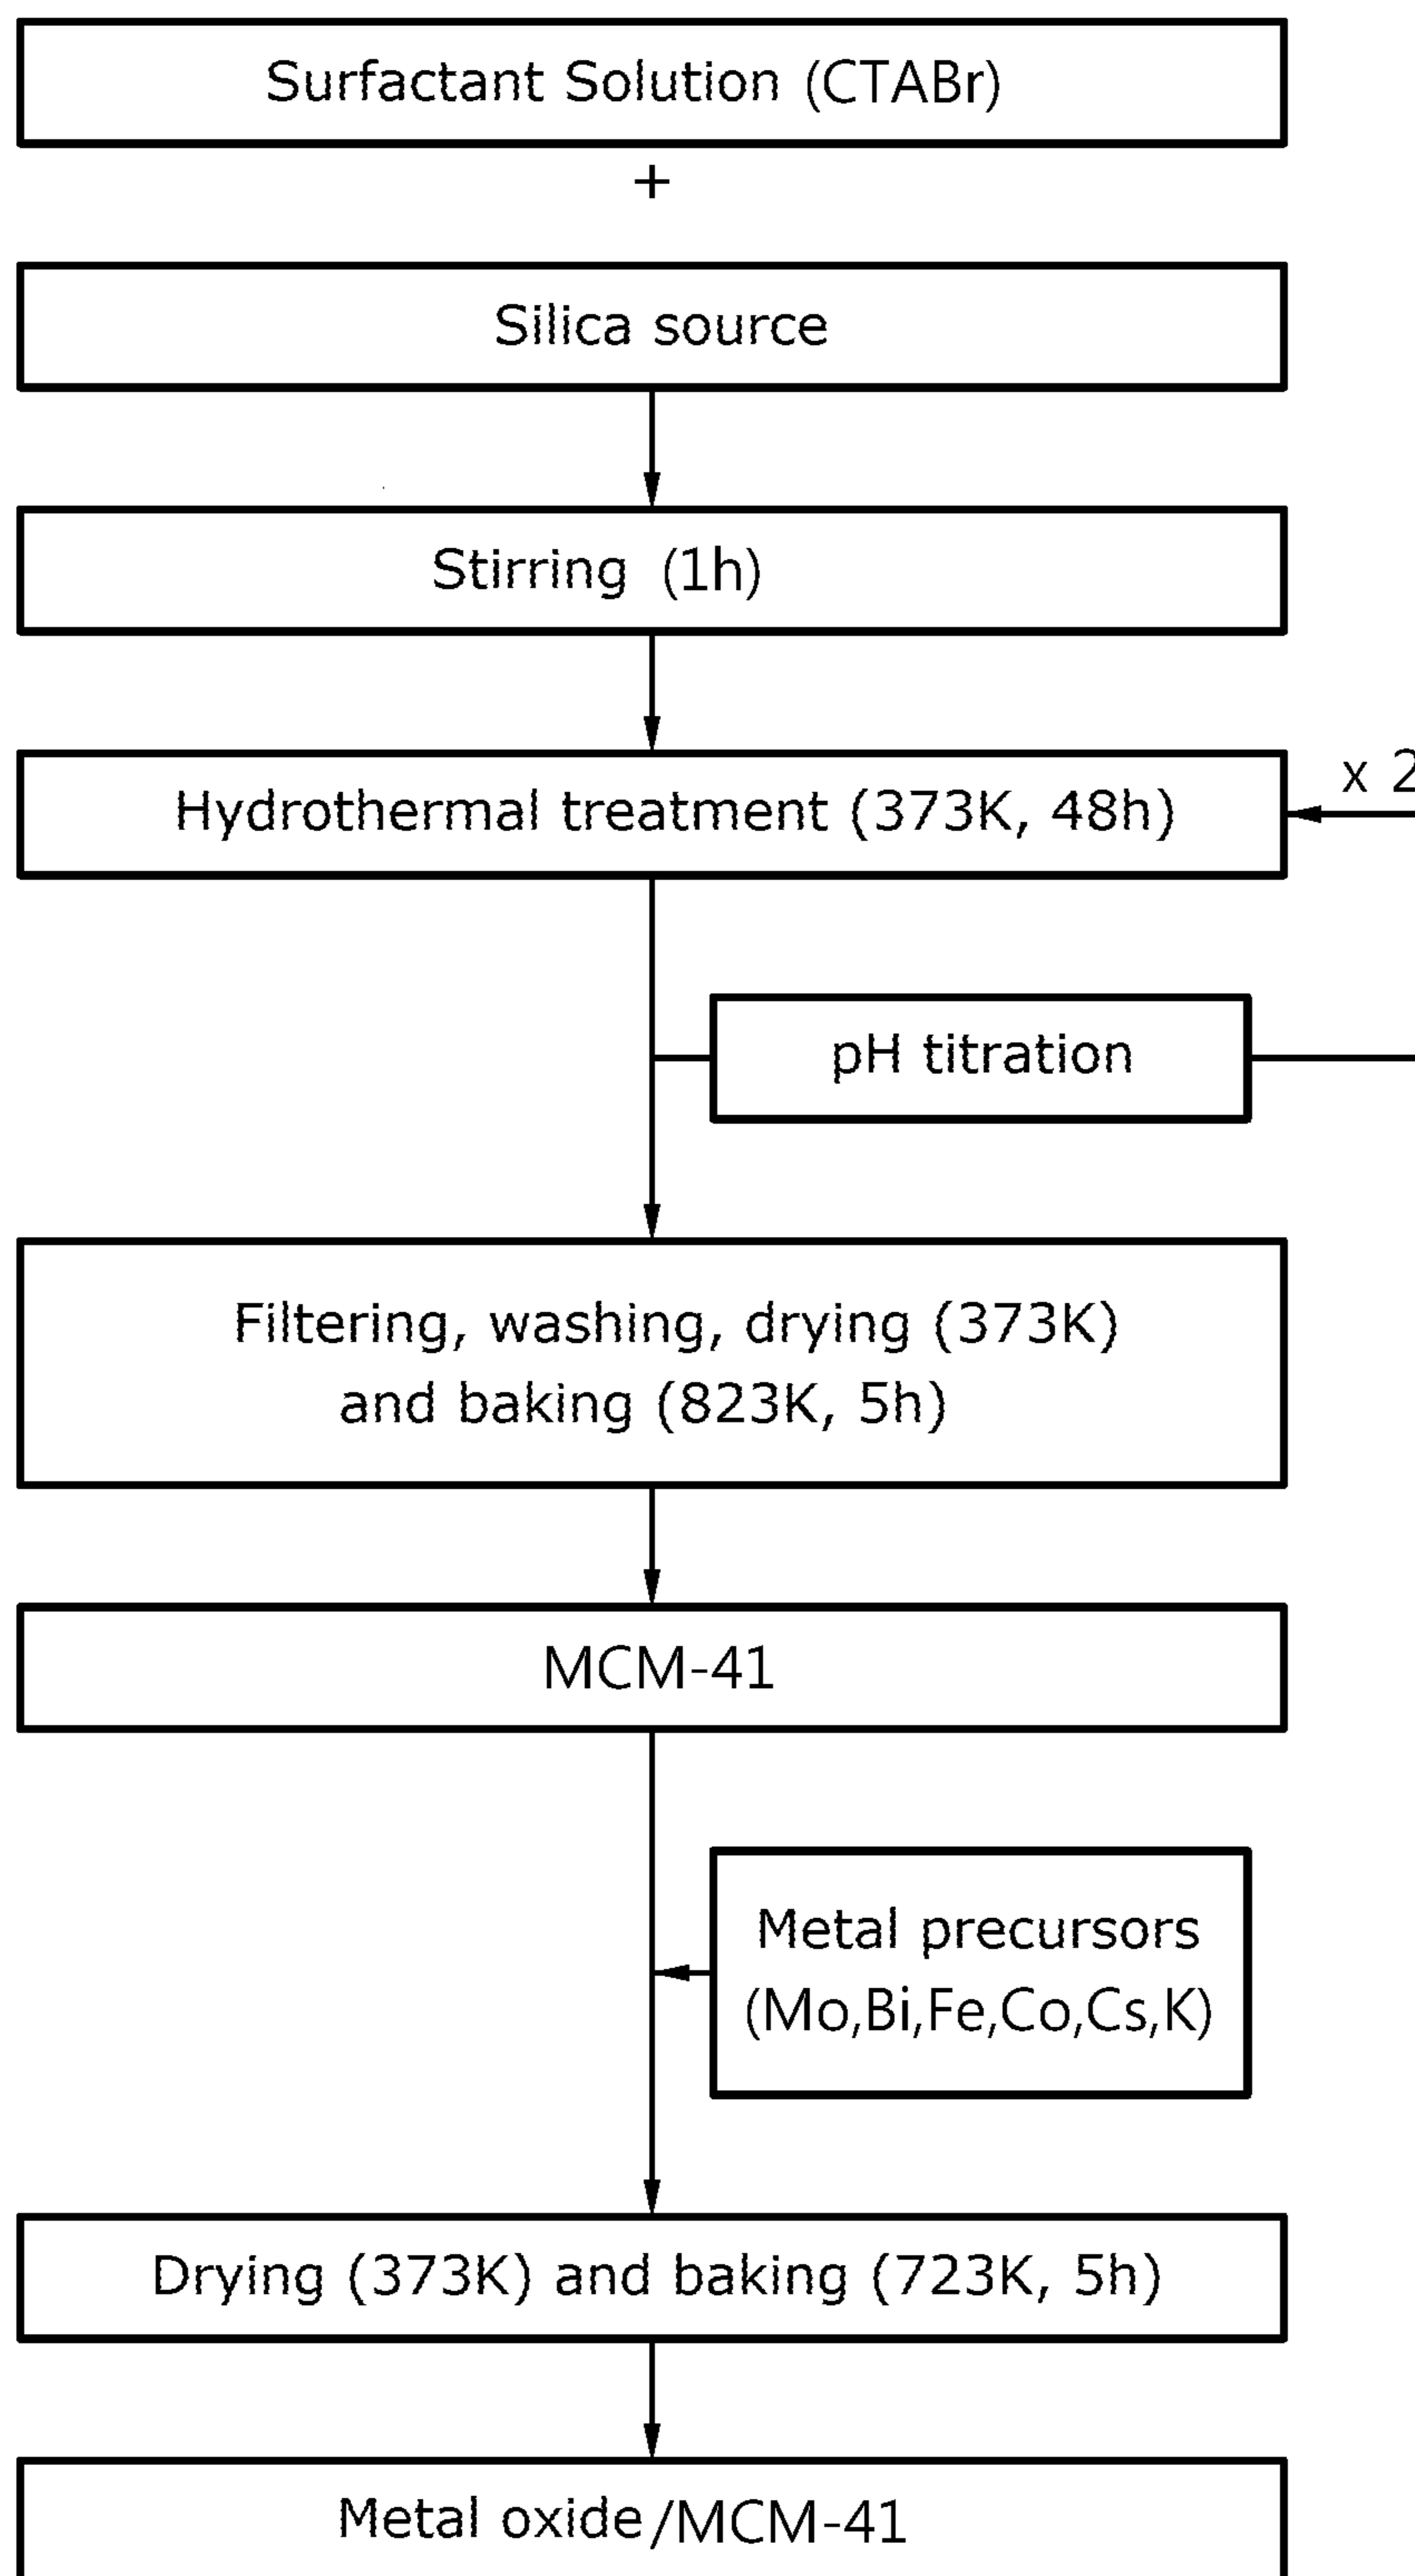 Surfactant Solution (CTABr)
+
Silica source
Stirring (1h)
Hydrothermal treatment (373K, 48h)
x 2
pH titration
Filtering, washing, drying (373K)
and baking (823K, 5h)
MCM-41
Metal precursors
(Mo,Bi,Fe,Co,Cs,K)
Drying (373K) and baking (723K, 5h)
Metal oxide/MCM-41